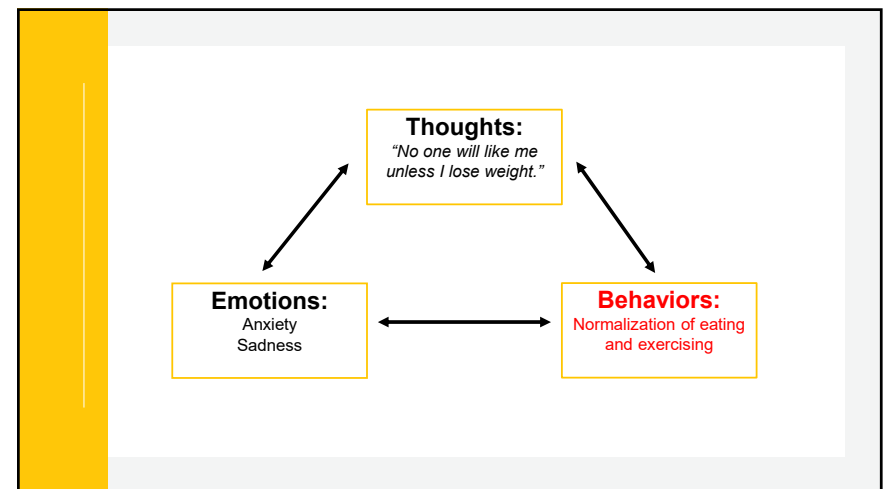 Thoughts:
“No one will like me
unless I lose weight.”
Emotions:
Anxiety
Sadness
Behaviors:
Normalization of eating
and exercising